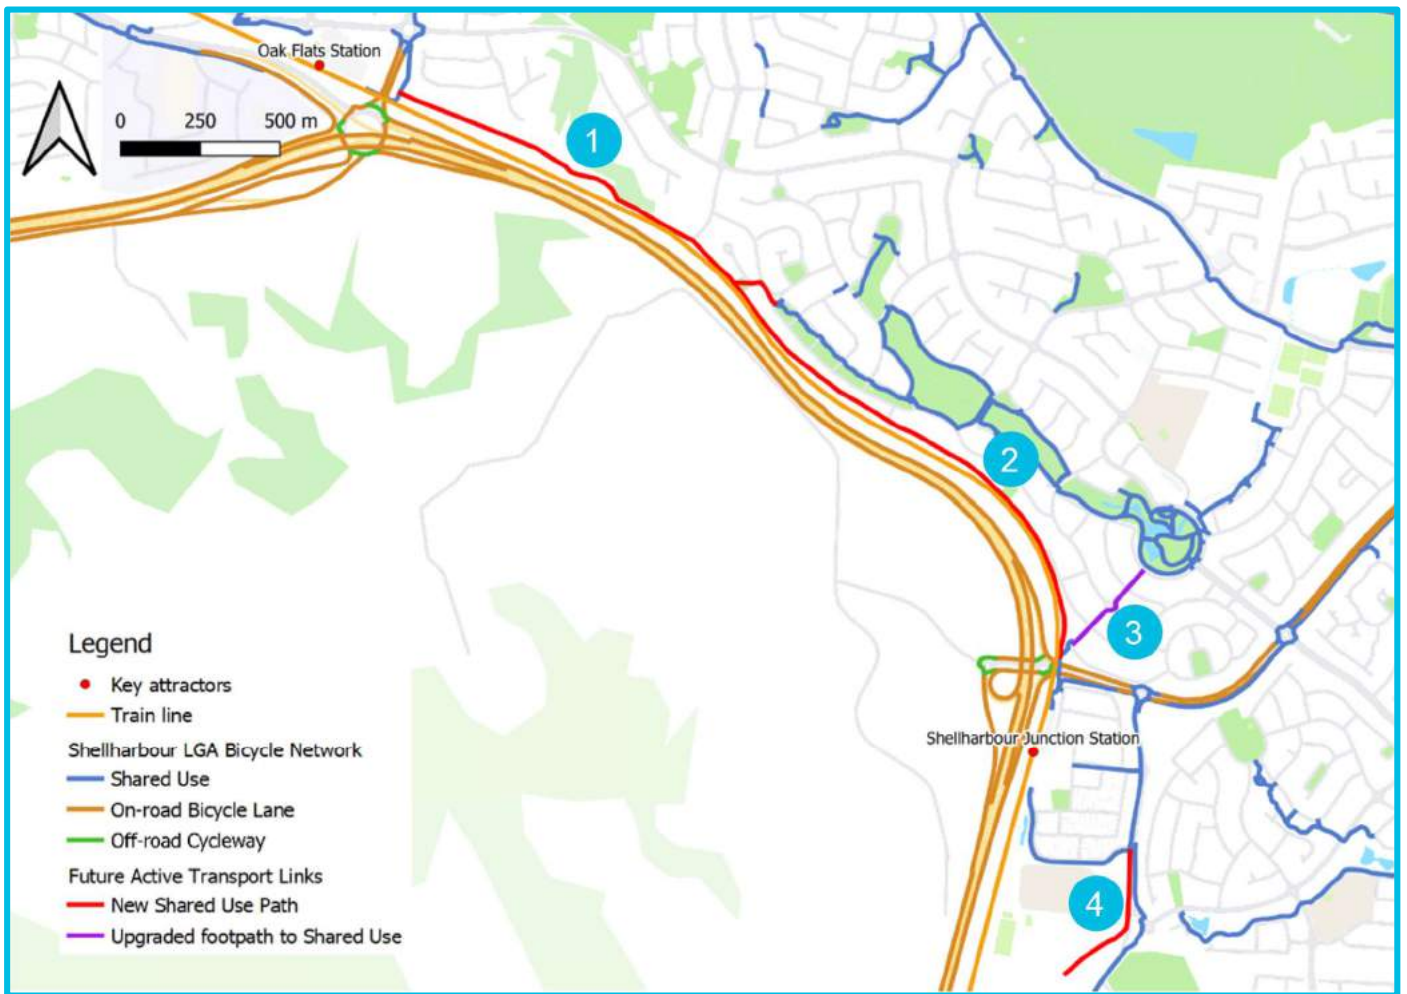 Oak Flats Station
0 250 500 m
1
2
3
Shellharbour Junction Station
4
Legend
Key attractors
Train line
Shellharbour LGA Bicycle Network
Shared Use
On-road Bicycle Lane
Off-road Cycleway
Future Active Transport Links
New Shared Use Path
Upgraded footpath to Shared Use